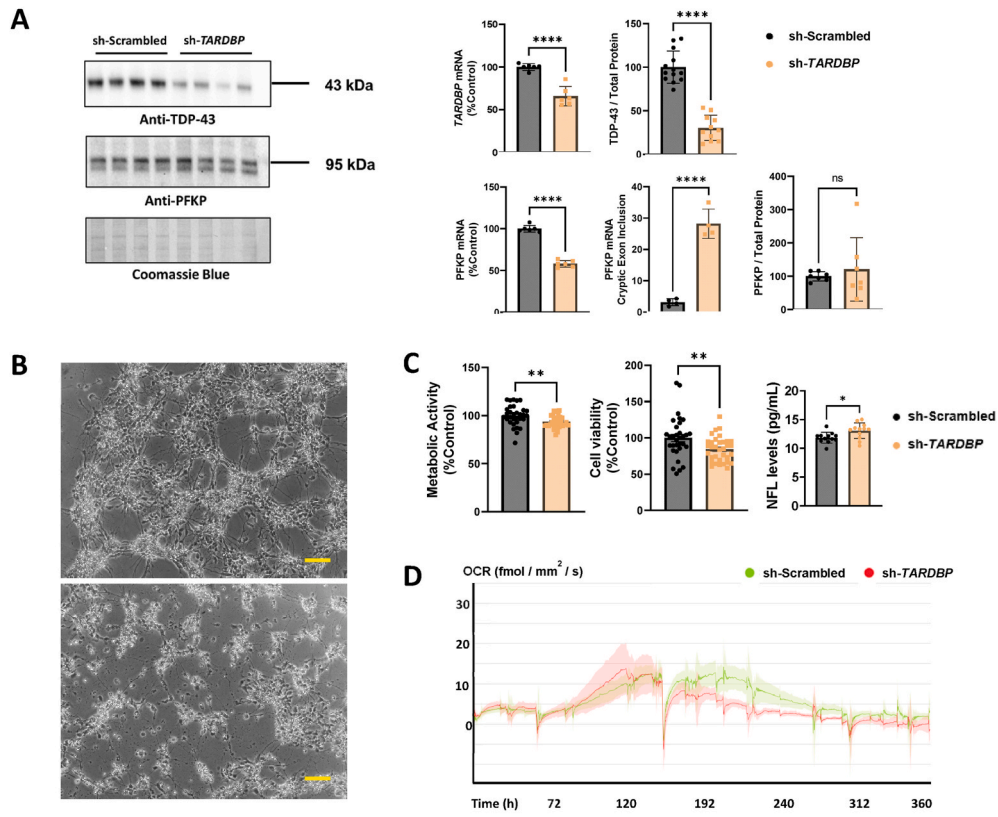 A
sh-Scrambled
sh-TARDBP
43 kDa
Anti-TDP-43
95 kDa
Anti-PFKP
Coomassie Blue
TARDBP mRNA
(%Control)
150
100
50
0
****
TDP-43 / Total Protein
150
100
50
0
****
sh-Scrambled
sh-TARDBP
PFKP mRNA
(%Control)
150
100
50
0
****
PFKP mRNA
Cryptic Exon Inclusion
40
30
20
10
0
****
PFKP / Total Protein
400
300
200
100
0
ns
B
C
Metabolic Activity
(%Control)
150
100
50
0
**
Cell viability
(%Control)
200
150
100
50
0
**
NFL levels (pg/mL)
20
15
10
5
0
*
sh-Scrambled
sh-TARDBP
D
OCR (fmol / mm² / s)
sh-Scrambled
sh-TARDBP
30
20
10
0
Time (h) 72 120 192 240 312 360